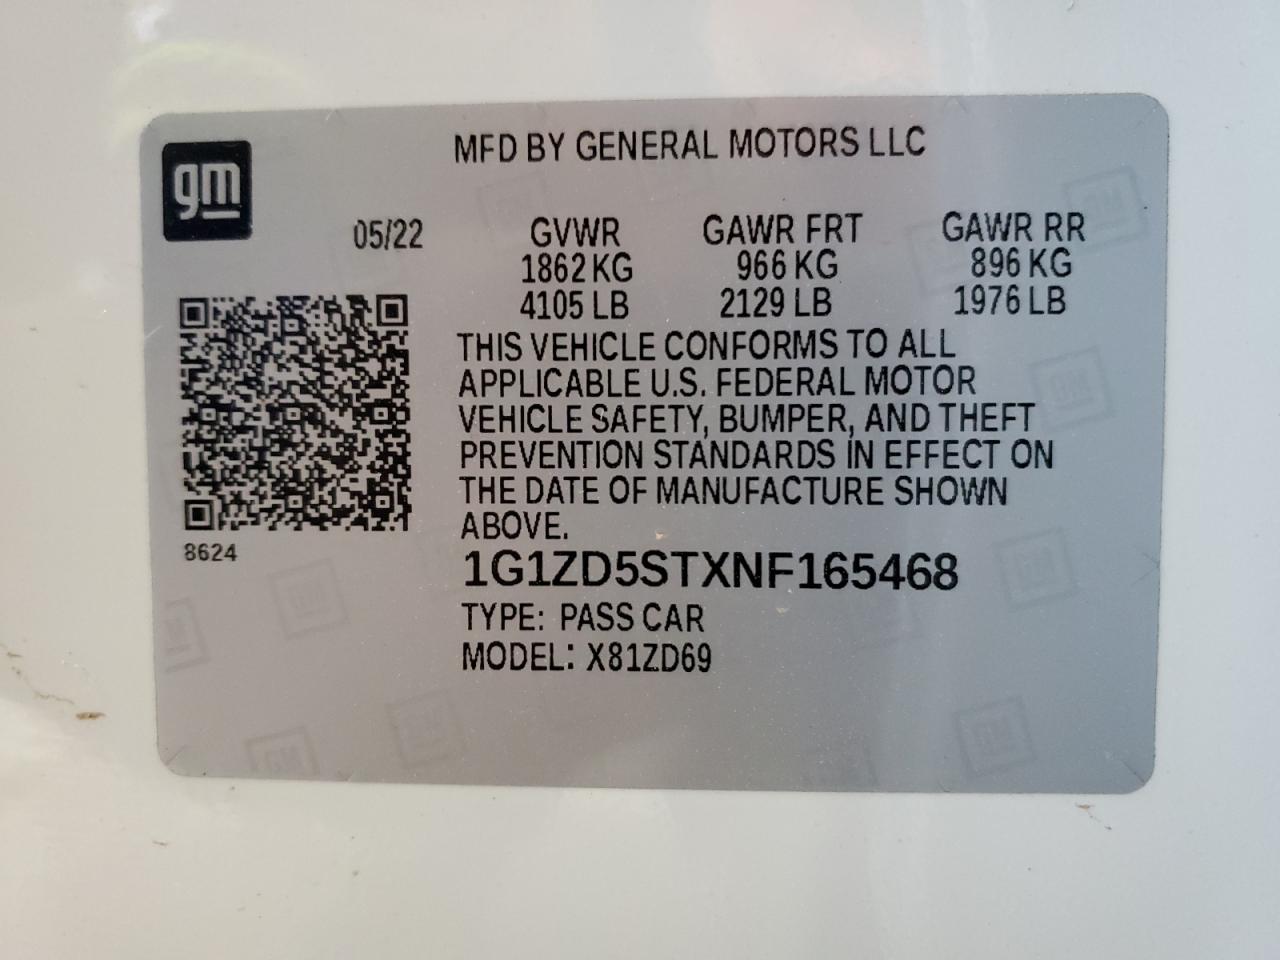 MFD BY GENERAL MOTORS LLC
gm
05/22 GVWR GAWR FRT GAWR RR
1862 KG 966 KG 896 KG
4105 LB 2129 LB 1976 LB
THIS VEHICLE CONFORMS TO ALL
APPLICABLE U.S. FEDERAL MOTOR
VEHICLE SAFETY, BUMPER, AND THEFT
PREVENTION STANDARDS IN EFFECT ON
THE DATE OF MANUFACTURE SHOWN
ABOVE.
8624
1G1ZD5STXNF165468
TYPE: PASS CAR
MODEL: X81ZD69